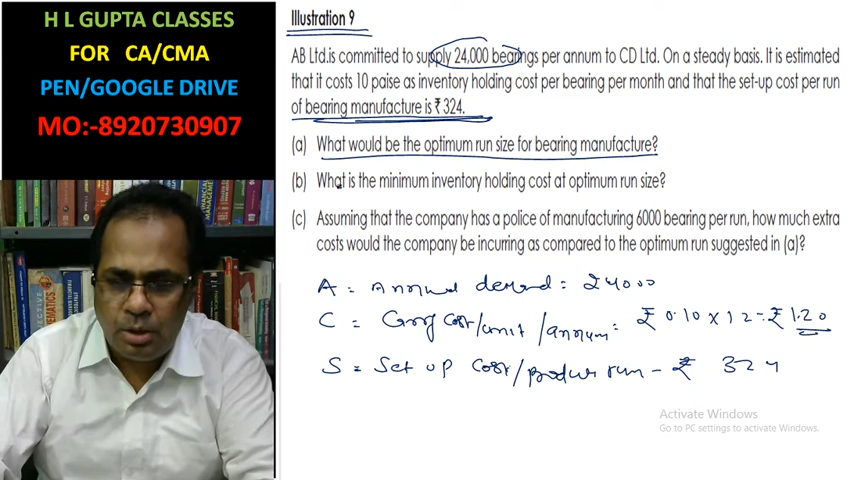 H L GUPTA CLASSES
FOR CA/CMA
PEN/GOOGLE DRIVE
MO:-8920730907
Illustration 9
AB Ltd.is committed to supply 24,000 bearings per annum to CD Ltd. On a steady basis. It is estimated
that it costs 10 paise as inventory holding cost per bearing per month and that the set-up cost per run
of bearing manufacture is ₹ 324.
(a) What would be the optimum run size for bearing manufacture?
(b) What is the minimum inventory holding cost at optimum run size?
(c) Assuming that the company has a police of manufacturing 6000 bearing per run, how much extra
costs would the company be incurring as compared to the optimum run suggested in (a)?
A = Annual demand = 24000
C = Cost/unit/annum = ₹ 0.10 x 12 = ₹ 1.20
S = Set up Cost/ run - ₹ 324
Activate Windows
Go to PC settings to activate Windows.